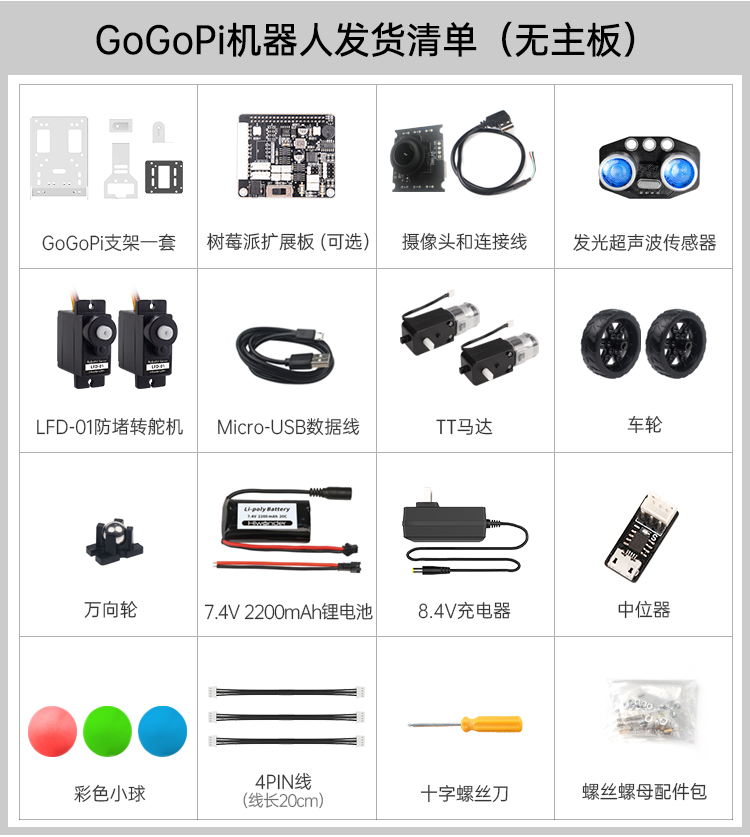 GoGoPi机器人发货清单（无主板）
GoGoPi支架一套
树莓派扩展板（可选）
摄像头和连接线
发光超声波传感器
LFD-01
LFD-01
LFD-01防堵转舵机
Micro-USB数据线
TT马达
车轮
Li-poly Battery
7.4V 2200mAh 20C
Hiwonder
万向轮
7.4V 2200mAh锂电池
8.4V充电器
中位器
彩色小球
4PIN线
（线长20cm）
十字螺丝刀
螺丝螺母配件包